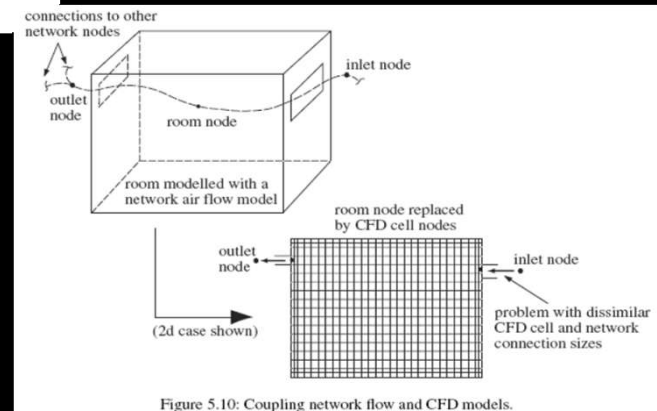 connections to other
network nodes
inlet node
outlet
node
room node
room modelled with a
network air flow model
room node replaced
by CFD cell nodes
outlet
node
inlet node
(2d case shown)
problem with dissimilar
CFD cell and network
connection sizes
Figure 5.10: Coupling network flow and CFD models.